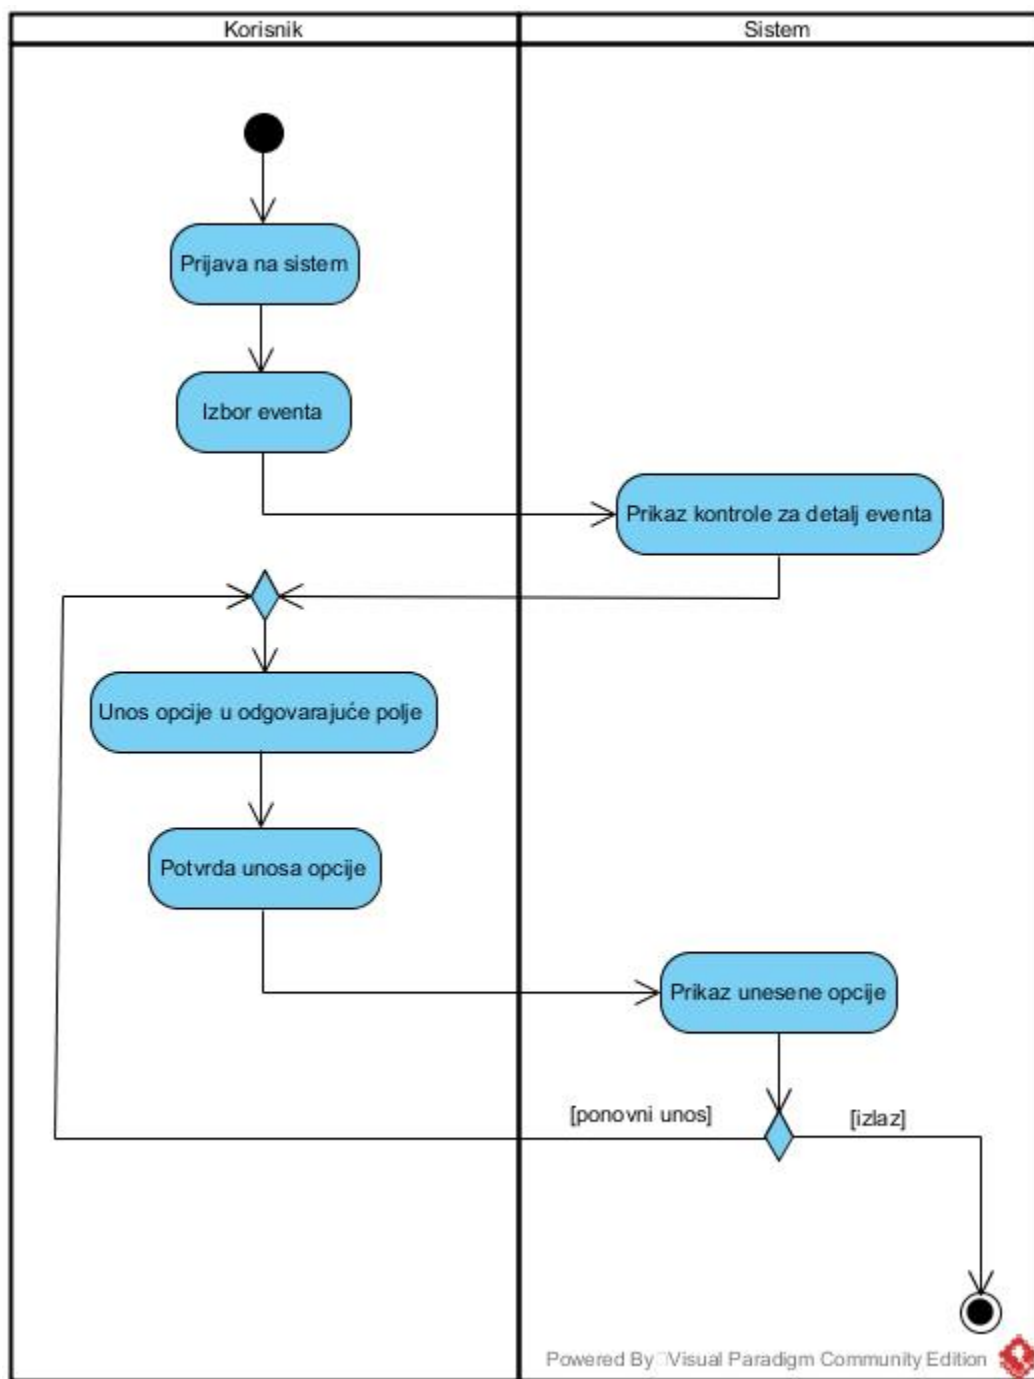 Korisnik
Sistem
Prijava na sistem
Izbor eventa
Prikaz kontrole za detalj eventa
Unos opcije u odgovarajuće polje
Potvrda unosa opcije
Prikaz unesene opcije
[ponovni unos]
[izlaz]
Powered By Visual Paradigm Community Edition